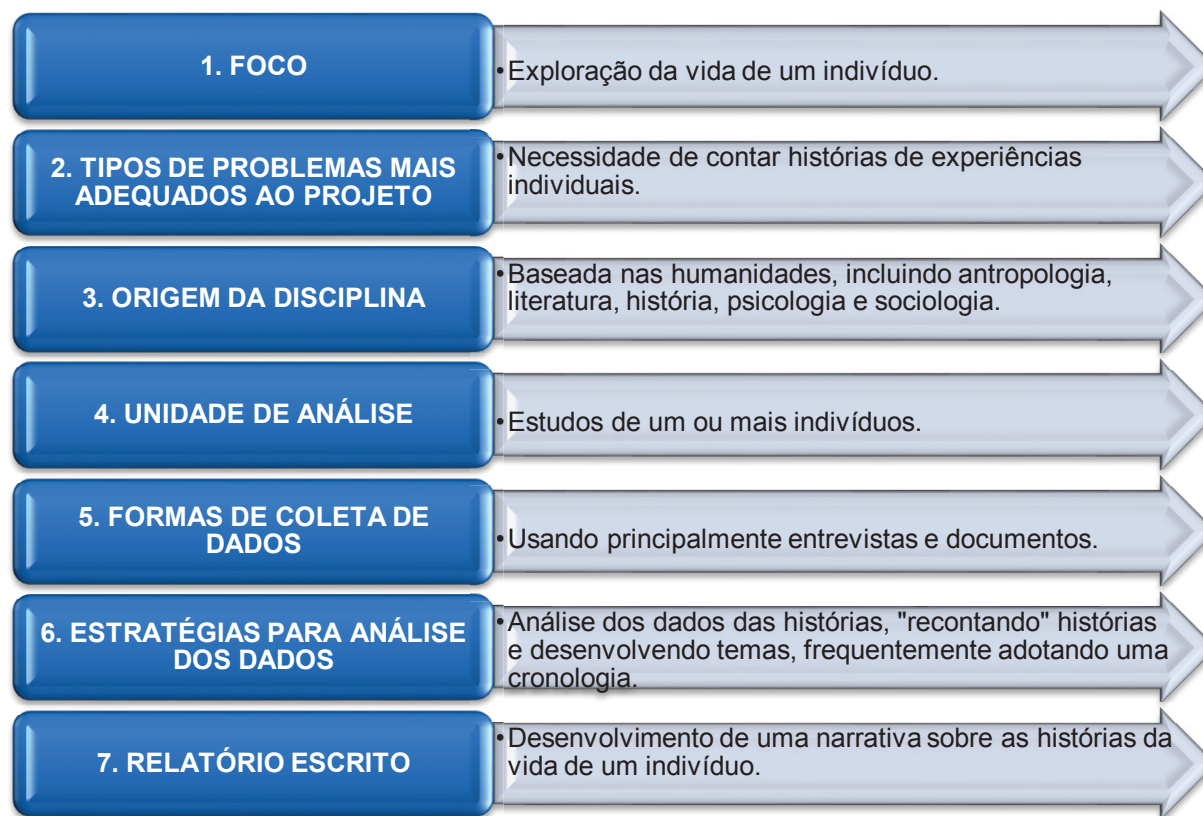 1. FOCO
•Exploração da vida de um indivíduo.
2. TIPOS DE PROBLEMAS MAIS
ADEQUADOS AO PROJETO
•Necessidade de contar histórias de experiências
individuais.
3. ORIGEM DA DISCIPLINA
•Baseada nas humanidades, incluindo antropologia,
literatura, história, psicologia e sociologia.
4. UNIDADE DE ANÁLISE
•Estudos de um ou mais indivíduos.
5. FORMAS DE COLETA DE
DADOS
•Usando principalmente entrevistas e documentos.
6. ESTRATÉGIAS PARA ANÁLISE
DOS DADOS
•Análise dos dados das histórias, "recontando" histórias
e desenvolvendo temas, frequentemente adotando uma
cronologia.
7. RELATÓRIO ESCRITO
•Desenvolvimento de uma narrativa sobre as histórias da
vida de um indivíduo.